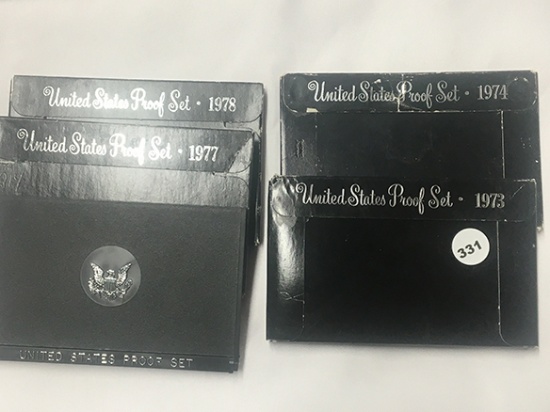 United States Proof Set • 1978
United States Proof Set • 1977
UNITED STATES PROOF SET
United States Proof Set • 1974
United States Proof Set • 1973
331